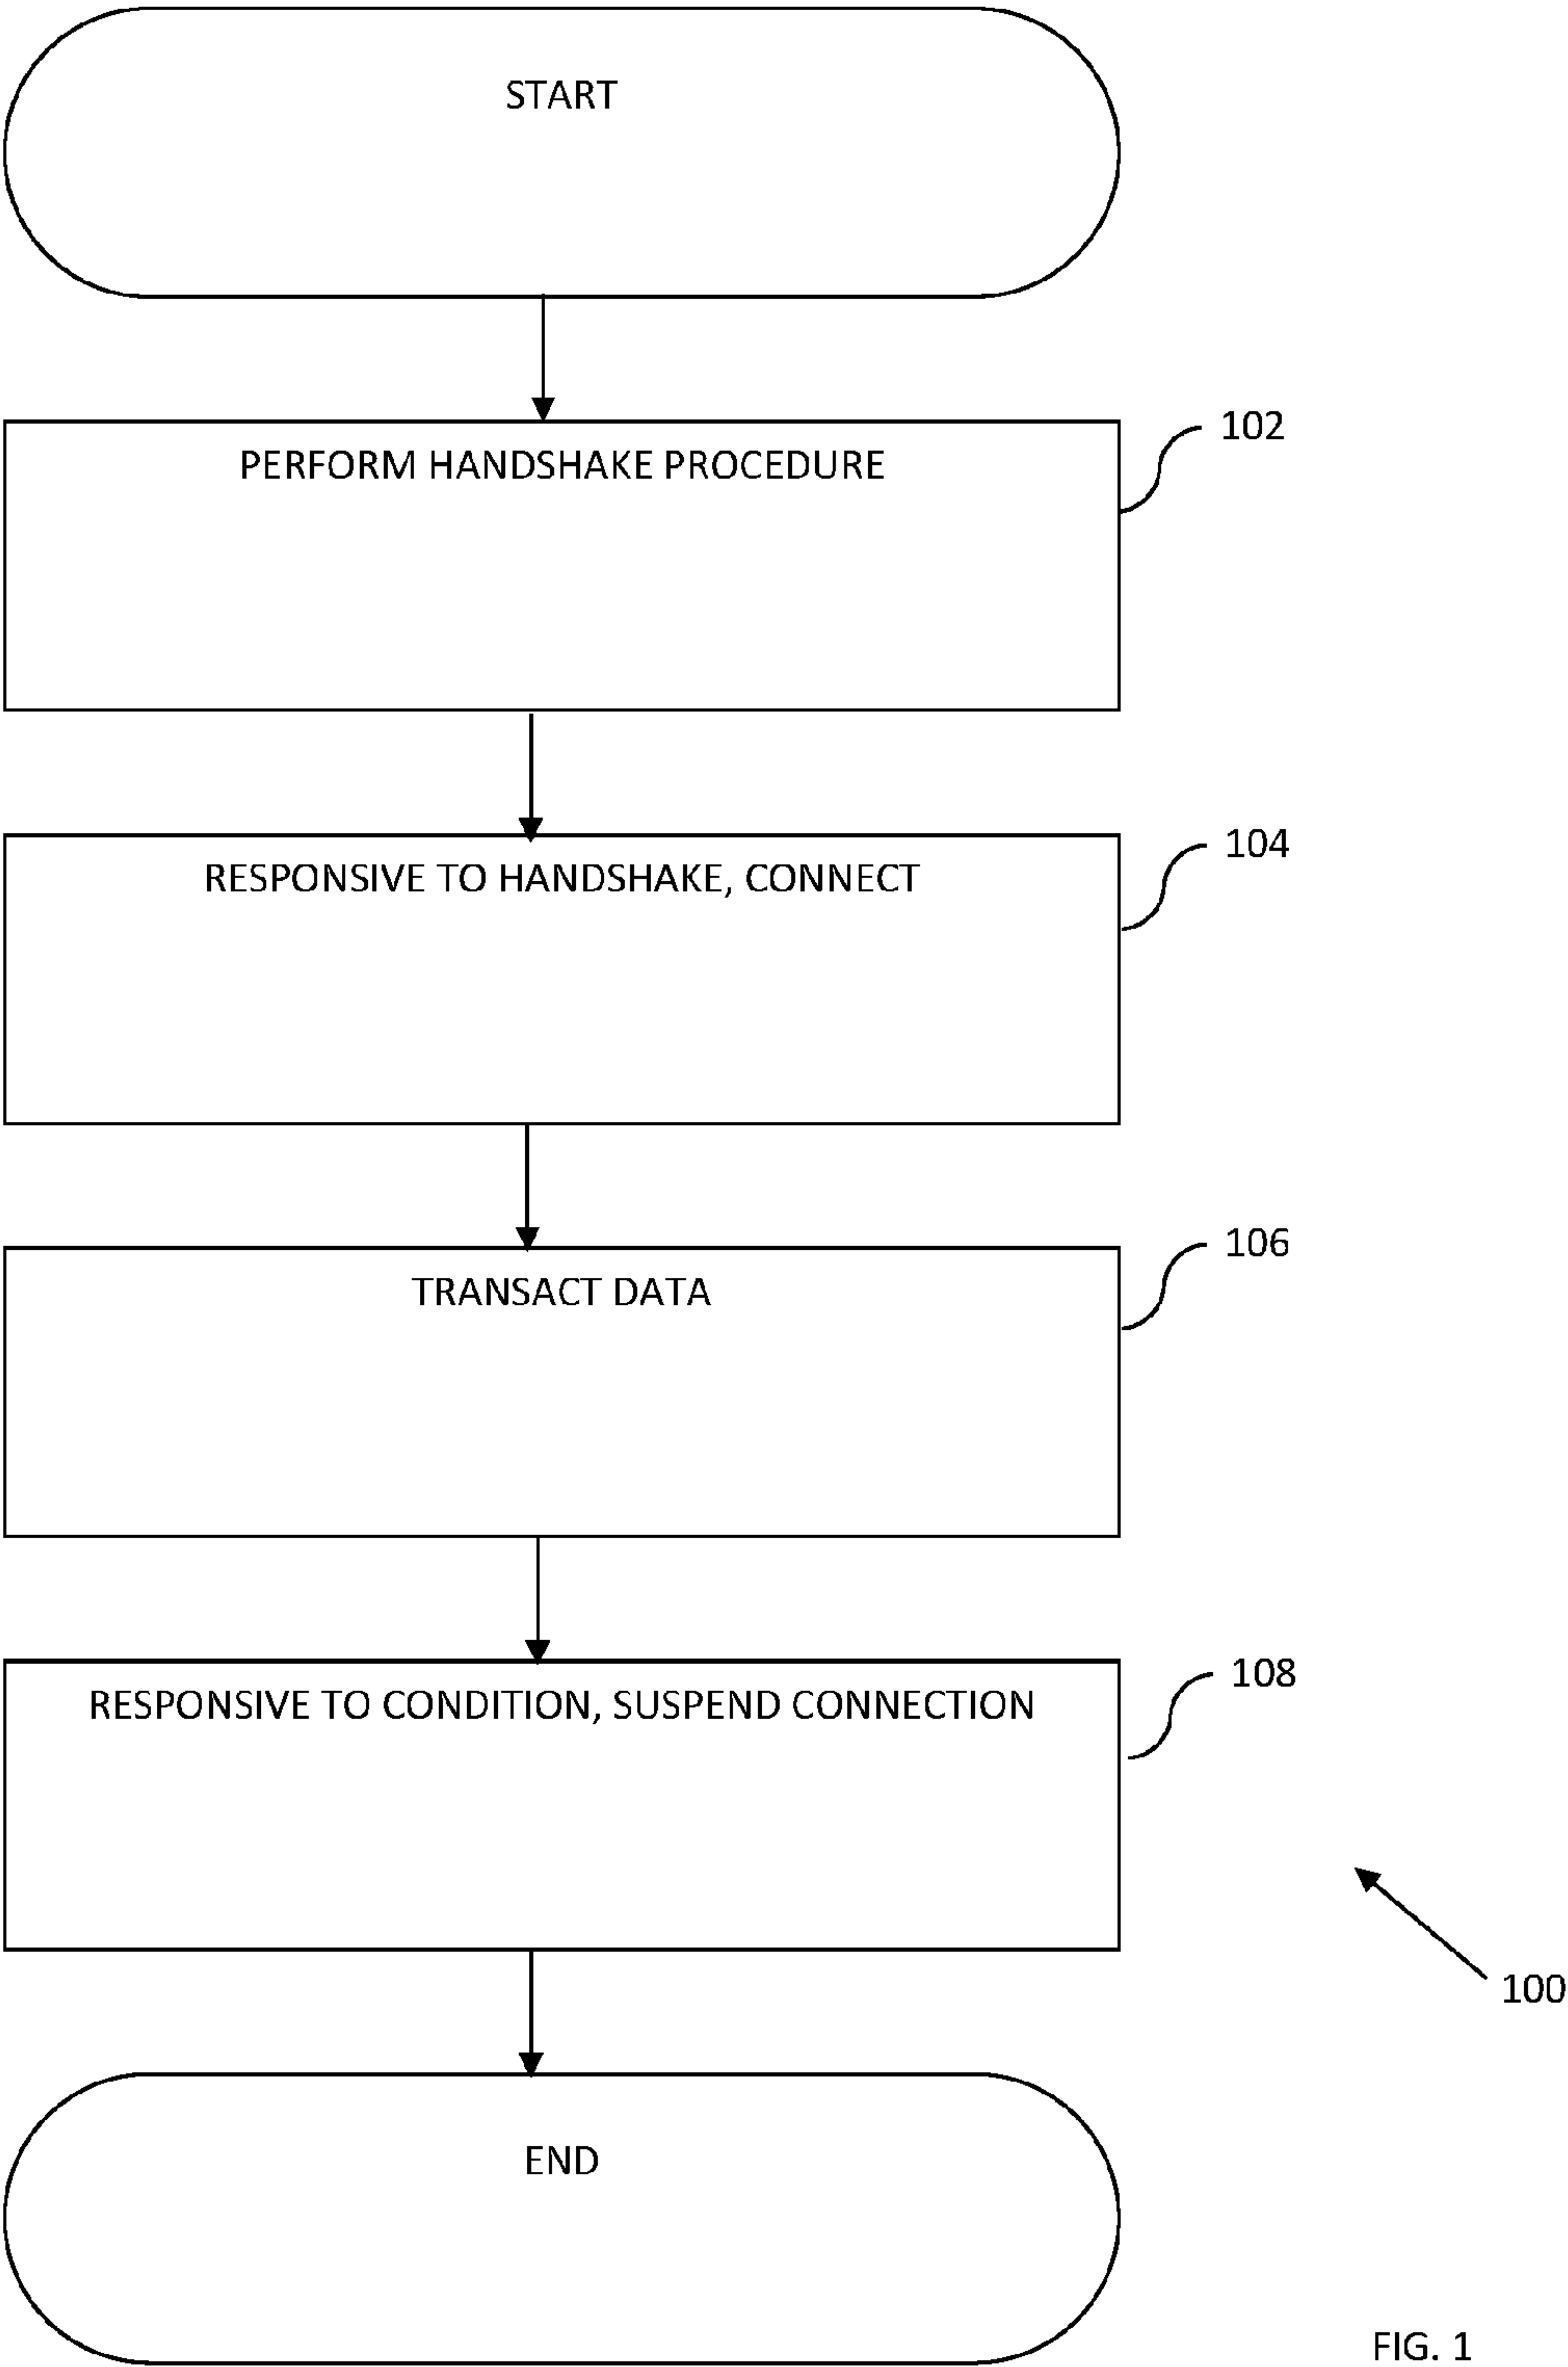 START
PERFORM HANDSHAKE PROCEDURE
102
RESPONSIVE TO HANDSHAKE, CONNECT
104
TRANSACT DATA
106
RESPONSIVE TO CONDITION, SUSPEND CONNECTION
108
100
END
FIG. 1